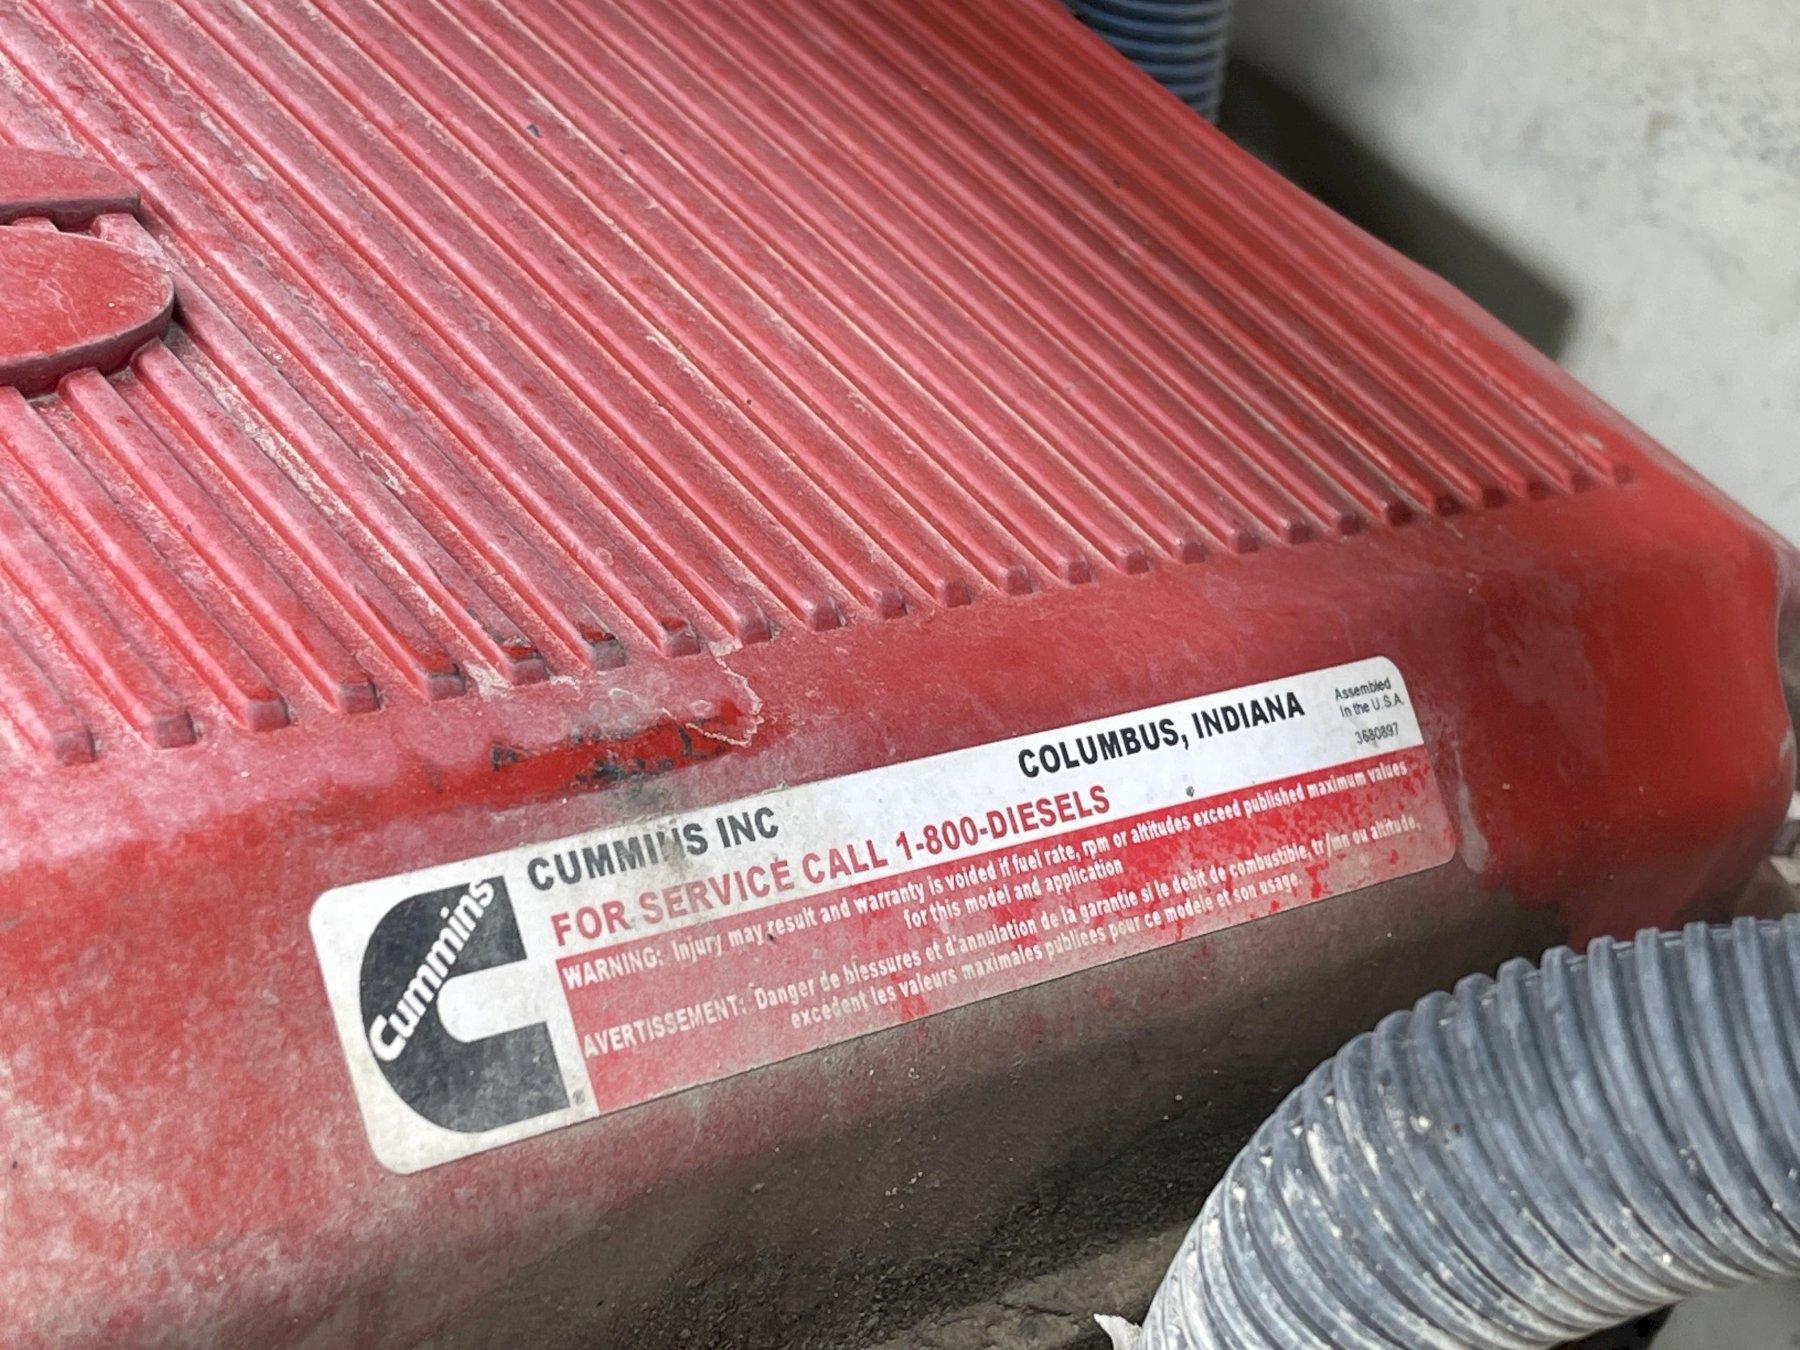 Cummins
CUMMINS INC
COLUMBUS, INDIANA
Assembled
In the U.S.A.
3680897
FOR SERVICE CALL 1-800-DIESELS
WARNING: Injury may result and warranty is voided if fuel rate, rpm or altitudes exceed published maximum values
for this model and application
AVERTISSEMENT: Danger de blessures et d'annulation de la garantie si le debit de combustible, tr/mn ou altitude,
excedent les valeurs maximales publiees pour ce modele et son usage.
®